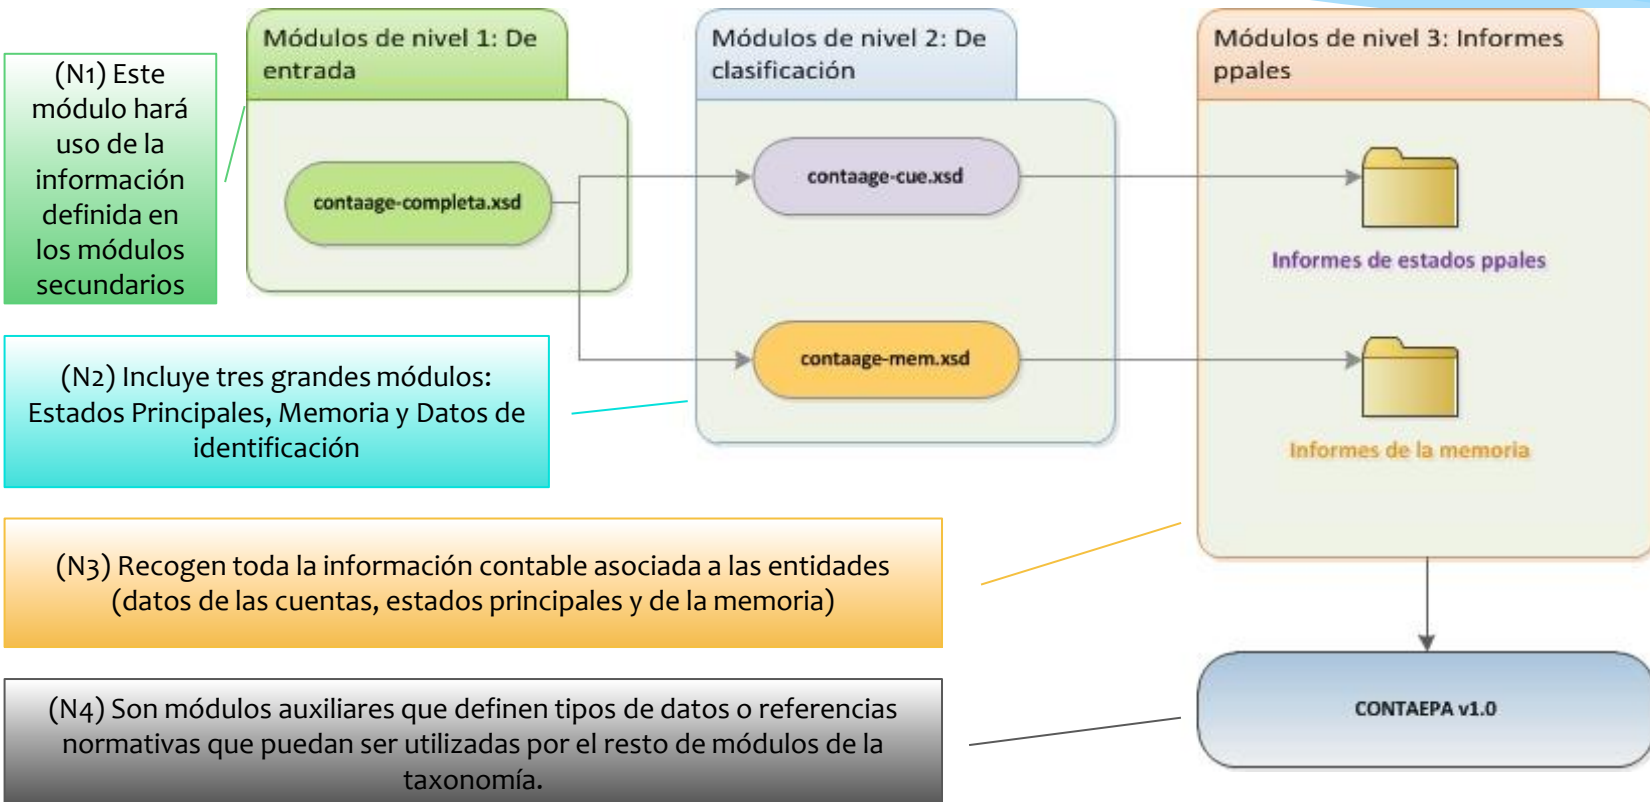 (N1) Este
módulo hará
uso de la
información
definida en
los módulos
secundarios
Módulos de nivel 1: De
entrada
contaage-completa.xsd
Módulos de nivel 2: De
clasificación
contaage-cue.xsd
contaage-mem.xsd
Módulos de nivel 3: Informes
ppales
Informes de estados ppales
Informes de la memoria
(N2) Incluye tres grandes módulos:
Estados Principales, Memoria y Datos de
identificación
(N3) Recogen toda la información contable asociada a las entidades
(datos de las cuentas, estados principales y de la memoria)
(N4) Son módulos auxiliares que definen tipos de datos o referencias
normativas que puedan ser utilizadas por el resto de módulos de la
taxonomía.
CONTAEPA v1.0